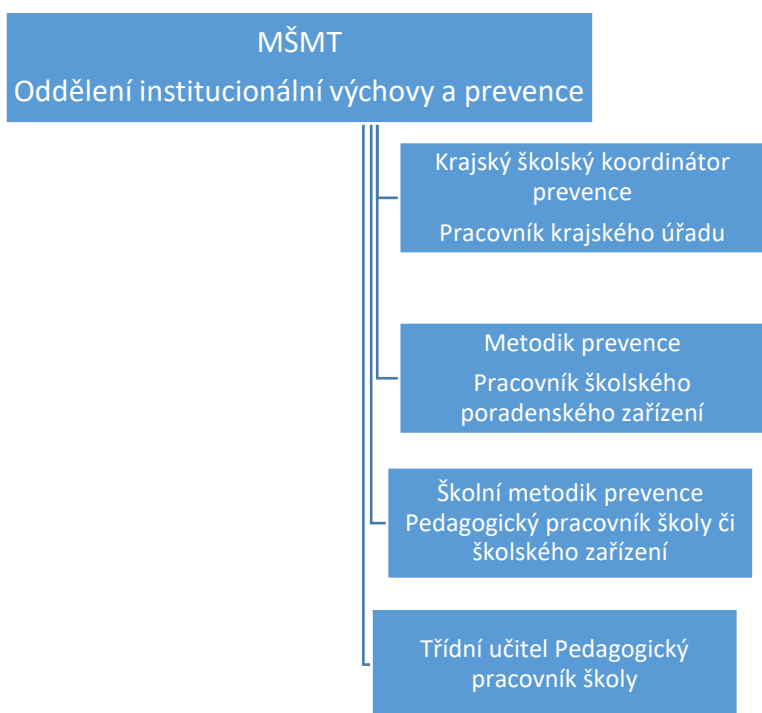 MŠMT
Oddělení institucionální výchovy a prevence
Krajský školský koordinátor
prevence
Pracovník krajského úřadu
Metodik prevence
Pracovník školského
poradenského zařízení
Školní metodik prevence
Pedagogický pracovník školy či
školského zařízení
Třídní učitel Pedagogický
pracovník školy